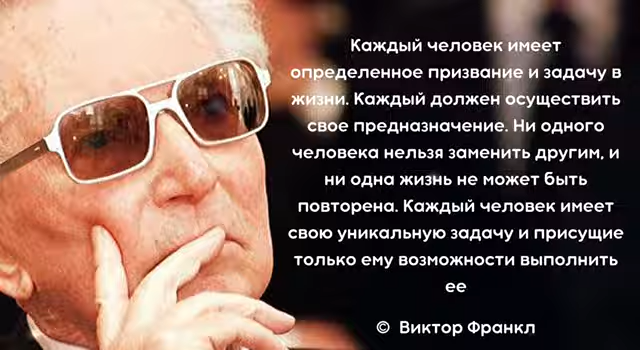 Каждый человек имеет
определенное призвание и задачу в
жизни. Каждый должен осуществить
свое предназначение. Ни одного
человека нельзя заменить другим, и
ни одна жизнь не может быть
повторена. Каждый человек имеет
свою уникальную задачу и присущие
только ему возможности выполнить
ее
© Виктор Франкл